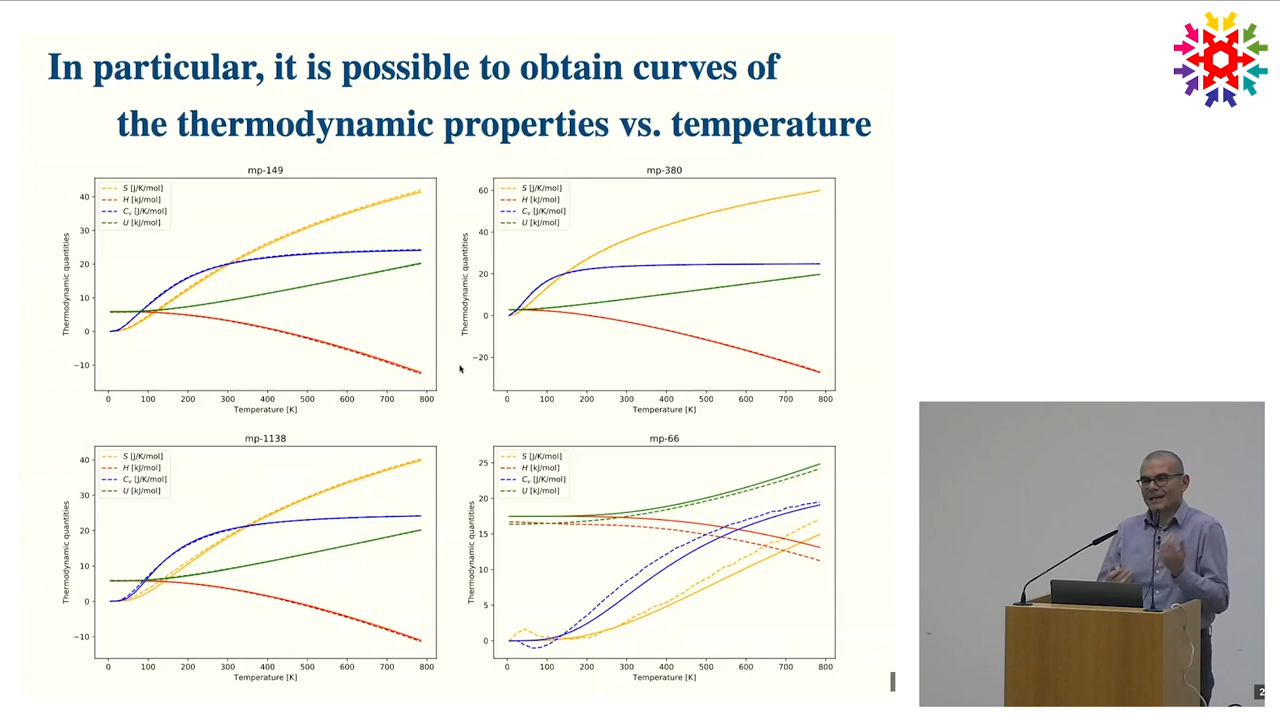 In particular, it is possible to obtain curves of
the thermodynamic properties vs. temperature
mp-149
S [J/K/mol]
H [kJ/mol]
Cv [J/K/mol]
U [kJ/mol]
Thermodynamic quantities
40
30
20
10
0
−10
0 100 200 300 400 500 600 700 800
Temperature [K]
mp-380
S [J/K/mol]
H [kJ/mol]
Cv [J/K/mol]
U [kJ/mol]
Thermodynamic quantities
60
40
20
0
−20
0 100 200 300 400 500 600 700 800
Temperature [K]
mp-1138
S [J/K/mol]
H [kJ/mol]
Cv [J/K/mol]
U [kJ/mol]
Thermodynamic quantities
40
30
20
10
0
−10
0 100 200 300 400 500 600 700 800
Temperature [K]
mp-66
S [J/K/mol]
H [kJ/mol]
Cv [J/K/mol]
U [kJ/mol]
Thermodynamic quantities
25
20
15
10
5
0
0 100 200 300 400 500 600 700 800
Temperature [K]
2